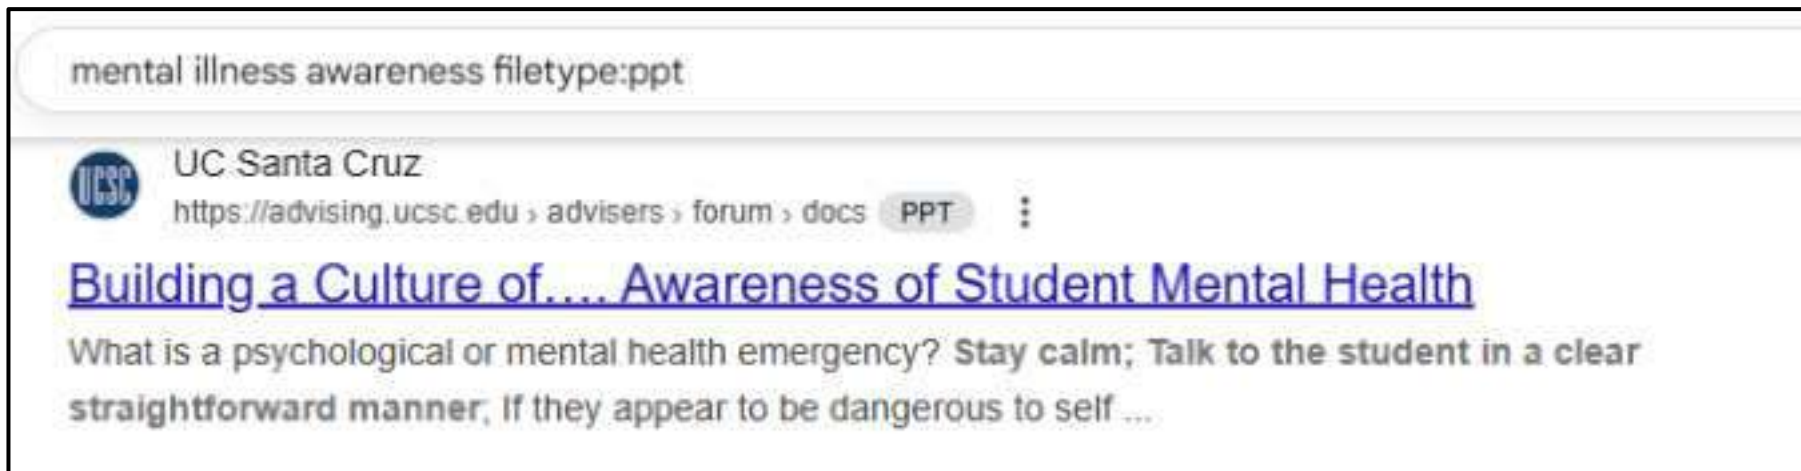 mental illness awareness filetype:ppt
UCSC
UC Santa Cruz
https://advising.ucsc.edu › advisers › forum › docs PPT
Building a Culture of.... Awareness of Student Mental Health
What is a psychological or mental health emergency? Stay calm; Talk to the student in a clear
straightforward manner; If they appear to be dangerous to self ...